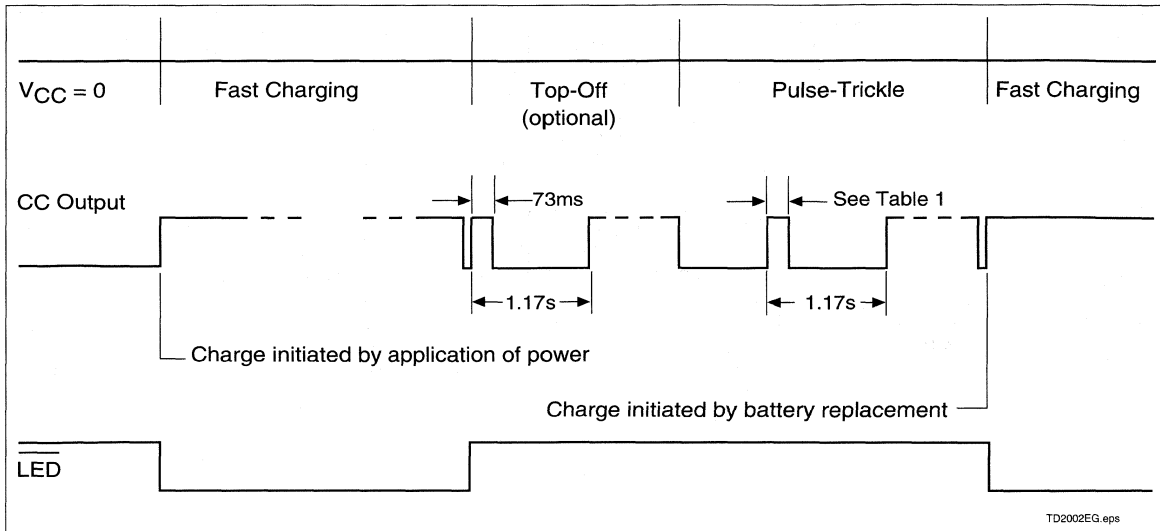 VCC = 0
Fast Charging
Top-Off
(optional)
Pulse-Trickle
Fast Charging
CC Output
73ms
See Table 1
1.17s
1.17s
Charge initiated by application of power
Charge initiated by battery replacement
LED
TD2002EG.eps